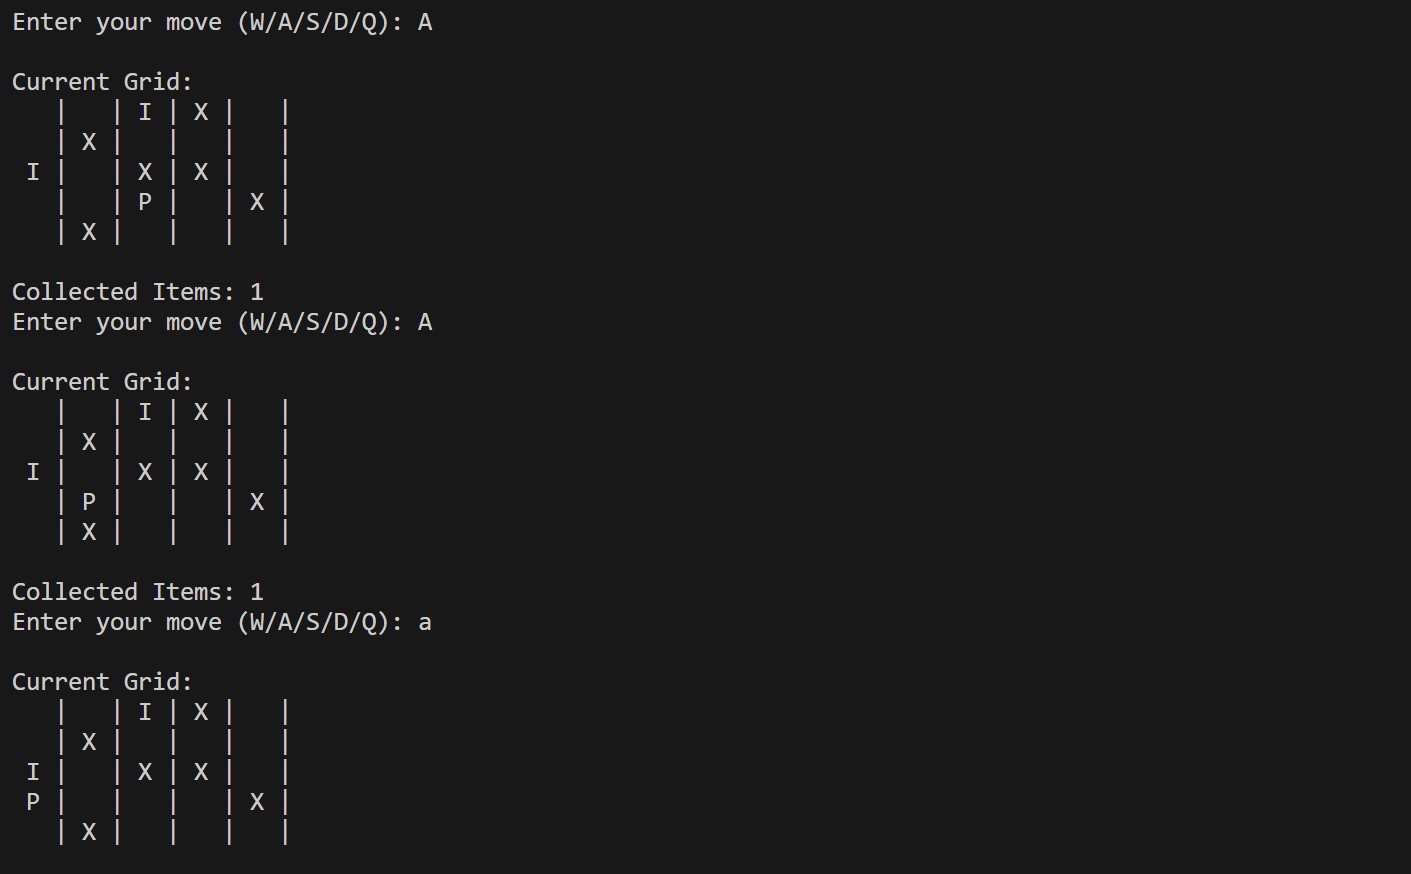 Enter your move (W/A/S/D/Q): A
Current Grid:
   |   | I | X |   |
   | X |   |   |   |
 I |   | X | X |   |
   |   | P |   | X |
   | X |   |   |   |
Collected Items: 1
Enter your move (W/A/S/D/Q): A
Current Grid:
   |   | I | X |   |
   | X |   |   |   |
 I |   | X | X |   |
   | P |   |   | X |
   | X |   |   |   |
Collected Items: 1
Enter your move (W/A/S/D/Q): a
Current Grid:
   |   | I | X |   |
   | X |   |   |   |
 I |   | X | X |   |
 P |   |   |   | X |
   | X |   |   |   |